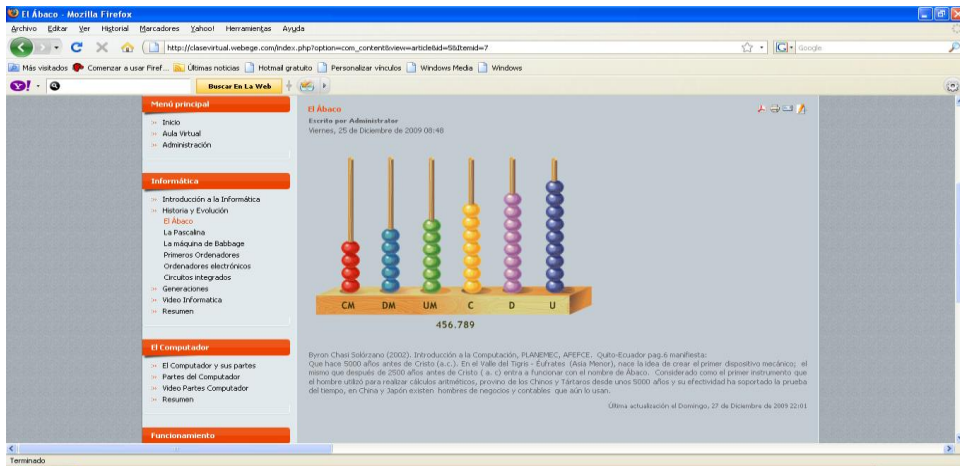 El Ábaco - Mozilla Firefox
Archivo Editar Ver Historial Marcadores Yahoo! Herramientas Ayuda
http://clasevirtual.webege.com/index.php?option=com_content&view=article&id=5&Itemid=7
Google
Más visitados Comenzar a usar Firef... Últimas noticias Hotmail gratuito Personalizar vínculos Windows Media Windows
Y! Buscar En La Web
Menú principal
Inicio
Aula Virtual
Administración
Informática
Introducción a la Informática
Historia y Evolución
El Ábaco
La Pascalina
La máquina de Babbage
Primeros Ordenadores
Ordenadores electrónicos
Circuitos integrados
Generaciones
Video Informatica
Resumen
El Computador
El Computador y sus partes
Partes del Computador
Video Partes Computador
Resumen
Funcionamiento
El Ábaco
Escrito por Administrator
Viernes, 25 de Diciembre de 2009 08:48
CM DM UM C D U
456.789
Byron Chasi Solórzano (2002). Introducción a la Computación, PLANEMEC, AFEFCE. Quito-Ecuador pag.6 manifiesta:
Que hace 5000 años antes de Cristo (a.c.). En el Valle del Tigris - Éufrates (Asia Menor), nace la idea de crear el primer dispositivo mecánico; el
mismo que después de 2500 años antes de Cristo ( a. c) entra a funcionar con el nombre de Ábaco. Considerado como el primer instrumento que
el hombre utilizó para realizar cálculos aritméticos, provino de los Chinos y Tártaros desde unos 5000 años y su efectividad ha soportado la prueba
del tiempo, en China y Japón existen hombres de negocios y contables que aún lo usan.
Última actualización el Domingo, 27 de Diciembre de 2009 22:01
Terminado